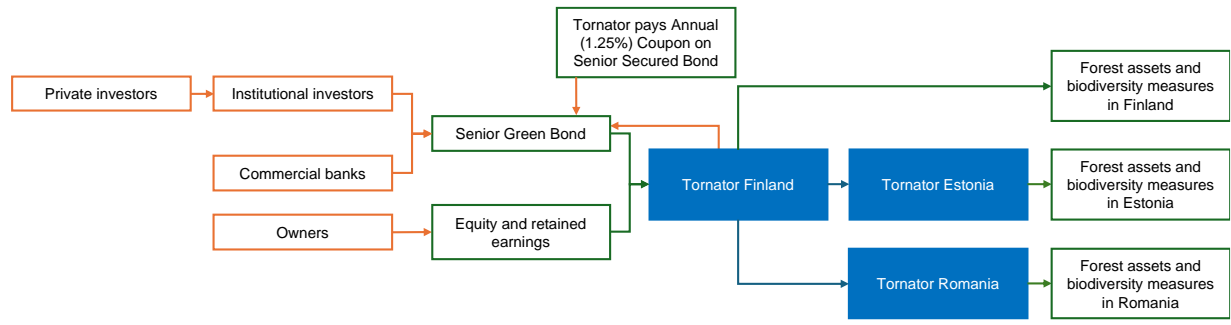 Tornator pays Annual
(1.25%) Coupon on
Senior Secured Bond
Private investors
Institutional investors
Commercial banks
Owners
Senior Green Bond
Equity and retained
earnings
Tornator Finland
Tornator Estonia
Tornator Romania
Forest assets and
biodiversity measures
in Finland
Forest assets and
biodiversity measures
in Estonia
Forest assets and
biodiversity measures
in Romania